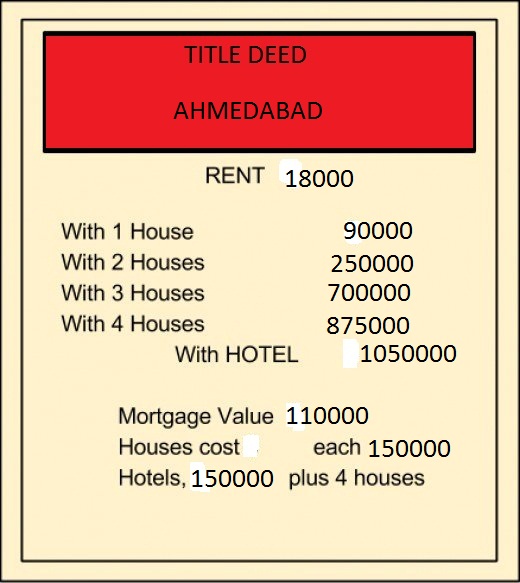 TITLE DEED
AHMEDABAD
RENT 18000
With 1 House 90000
With 2 Houses 250000
With 3 Houses 700000
With 4 Houses 875000
With HOTEL 1050000
Mortgage Value 110000
Houses cost each 150000
Hotels, 150000 plus 4 houses